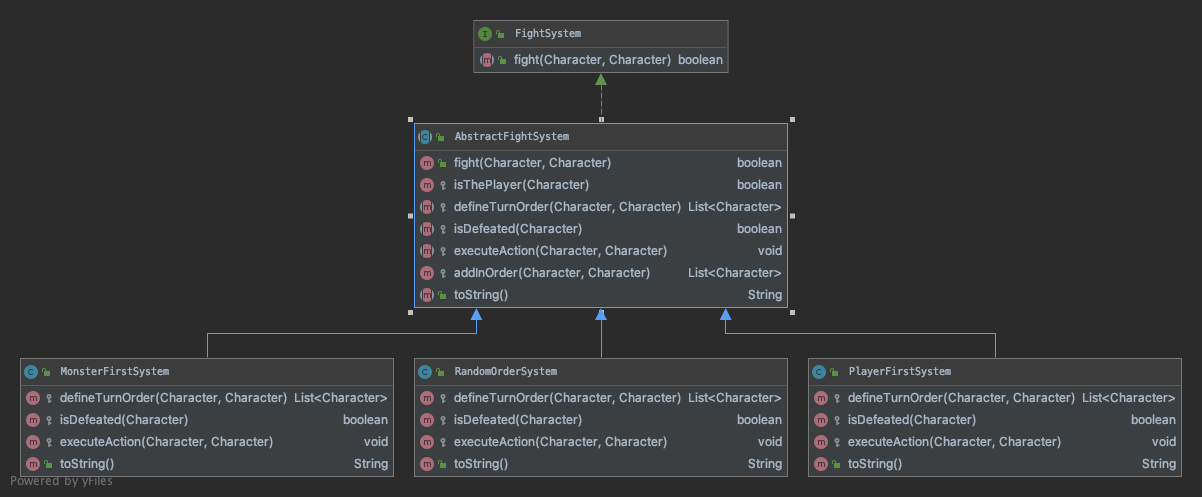 FightSystem
fight(Character, Character) boolean
AbstractFightSystem
fight(Character, Character) boolean
isThePlayer(Character) boolean
defineTurnOrder(Character, Character) List<Character>
isDefeated(Character) boolean
executeAction(Character, Character) void
addInOrder(Character, Character) List<Character>
toString() String
MonsterFirstSystem
defineTurnOrder(Character, Character) List<Character>
isDefeated(Character) boolean
executeAction(Character, Character) void
toString() String
RandomOrderSystem
defineTurnOrder(Character, Character) List<Character>
isDefeated(Character) boolean
executeAction(Character, Character) void
toString() String
PlayerFirstSystem
defineTurnOrder(Character, Character) List<Character>
isDefeated(Character) boolean
executeAction(Character, Character) void
toString() String
Powered by yFiles